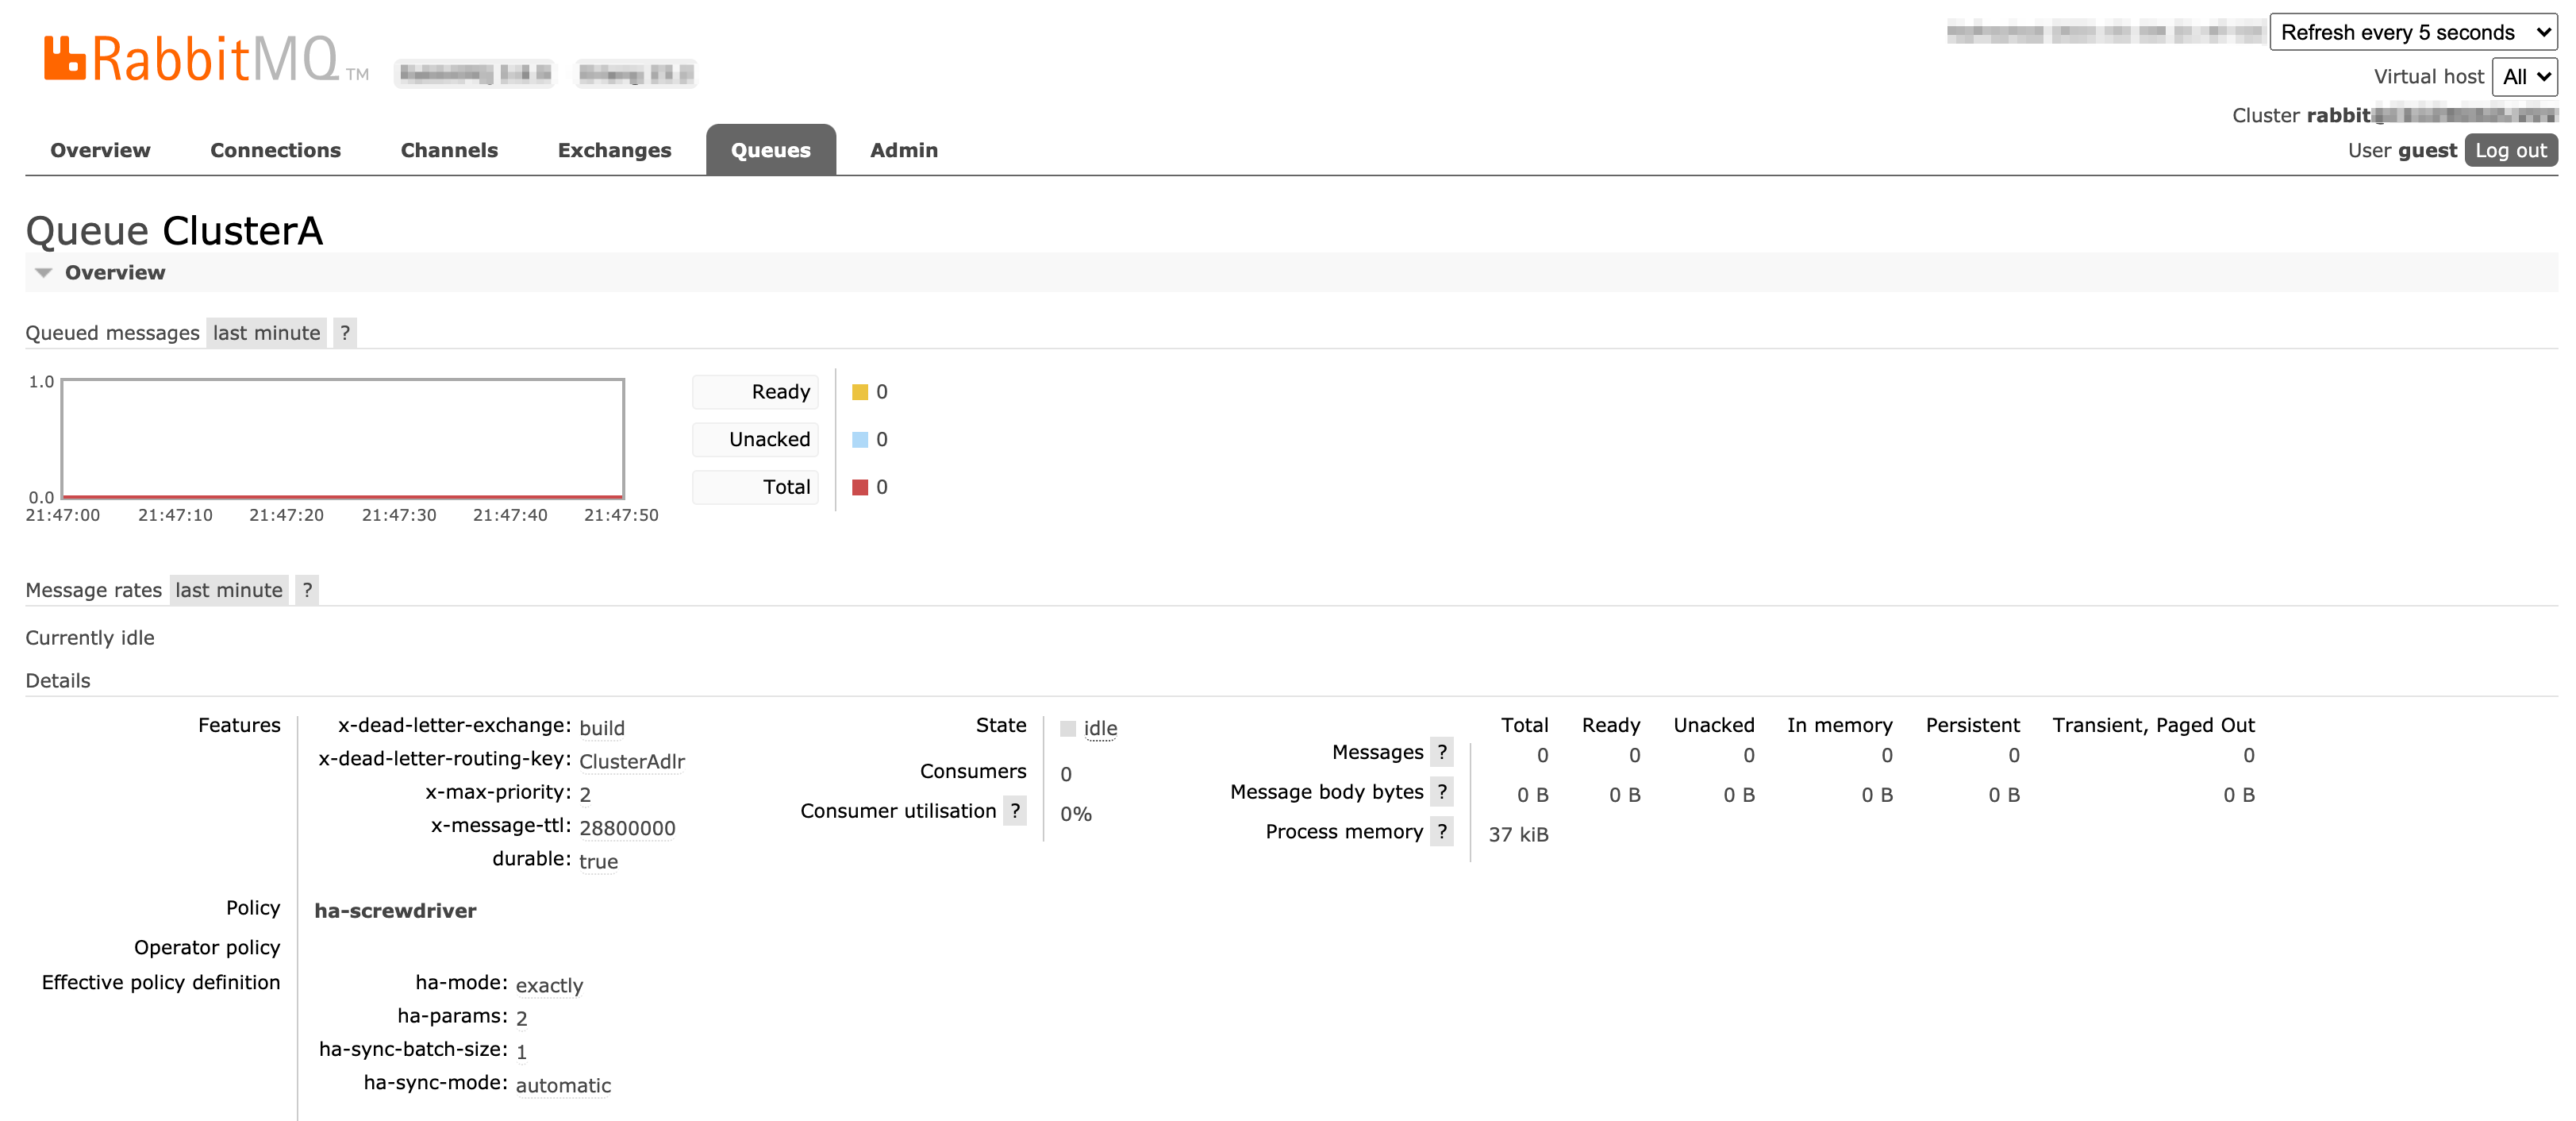 RabbitMQ TM
Refresh every 5 seconds
Virtual host All
Cluster rabbit
User guest Log out
Overview Connections Channels Exchanges Queues Admin
Queue ClusterA
Overview
Queued messages last minute ?
1.0
0.0
21:47:00 21:47:10 21:47:20 21:47:30 21:47:40 21:47:50
Ready 0
Unacked 0
Total 0
Message rates last minute ?
Currently idle
Details
Features
x-dead-letter-exchange: build
x-dead-letter-routing-key: ClusterAdlr
x-max-priority: 2
x-message-ttl: 28800000
durable: true
Policy ha-screwdriver
Operator policy
Effective policy definition
ha-mode: exactly
ha-params: 2
ha-sync-batch-size: 1
ha-sync-mode: automatic
State idle
Consumers 0
Consumer utilisation ? 0%
Total Ready Unacked In memory Persistent Transient, Paged Out
Messages ? 0 0 0 0 0 0
Message body bytes ? 0 B 0 B 0 B 0 B 0 B 0 B
Process memory ? 37 kiB